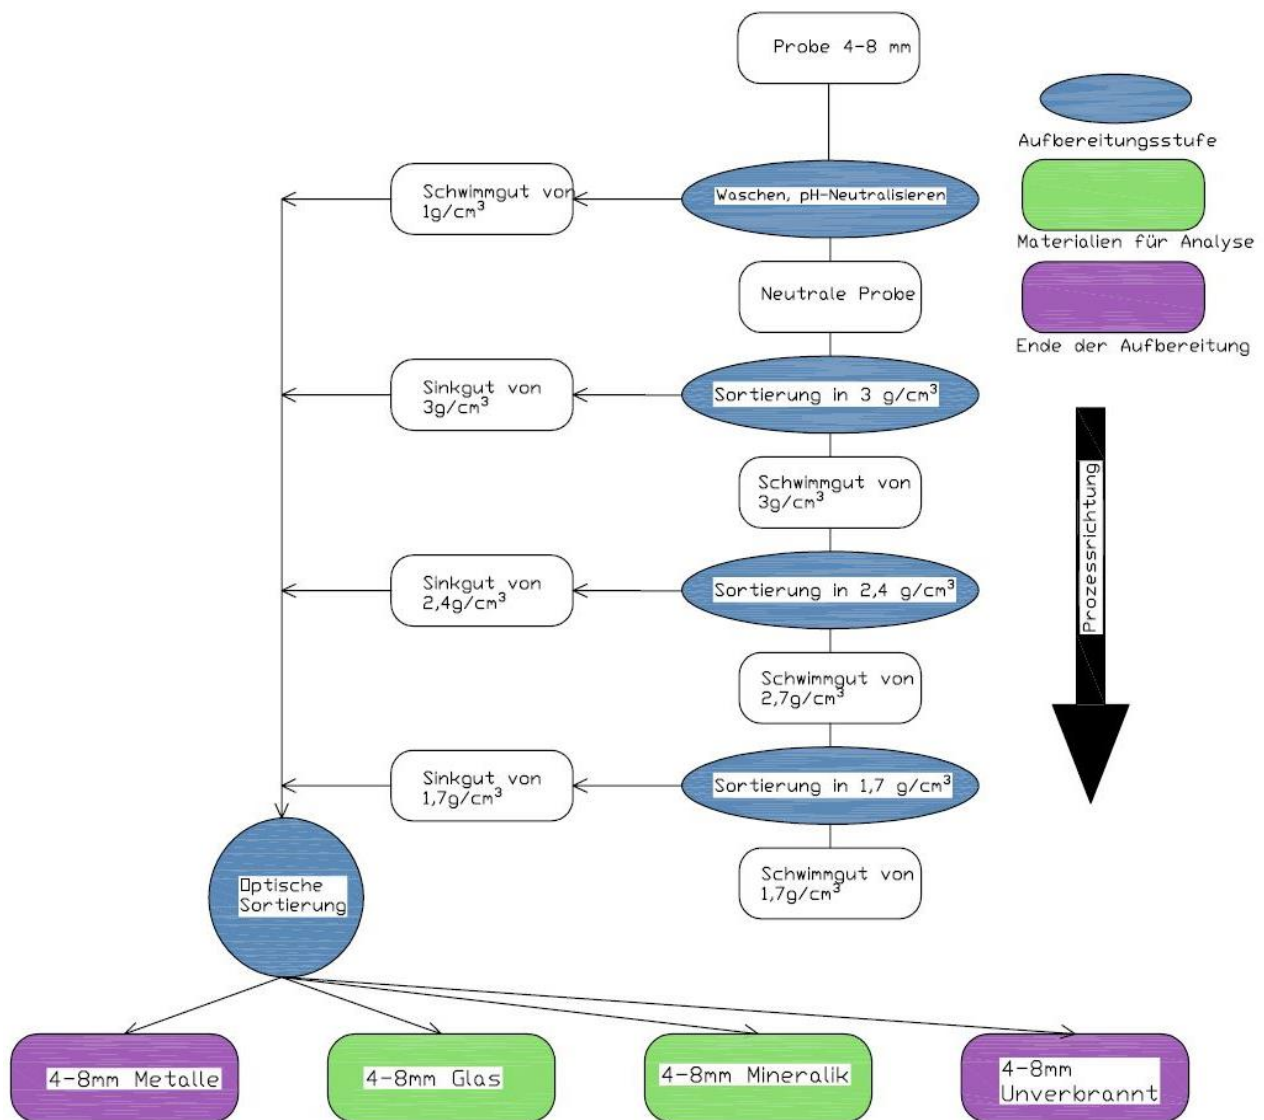 Probe 4-8 mm
Aufbereitungsstufe
Schwimmgut von
1g/cm³
Waschen, pH-Neutralisieren
Materialien für Analyse
Neutrale Probe
Ende der Aufbereitung
Sinkgut von
3g/cm³
Sortierung in 3 g/cm³
Schwimmgut von
3g/cm³
Prozessrichtung
Sinkgut von
2,4g/cm³
Sortierung in 2,4 g/cm³
Schwimmgut von
2,7g/cm³
Sinkgut von
1,7g/cm³
Sortierung in 1,7 g/cm³
Schwimmgut von
1,7g/cm³
Optische
Sortierung
4-8mm Metalle
4-8mm Glas
4-8mm Mineralik
4-8mm
Unverbrannt